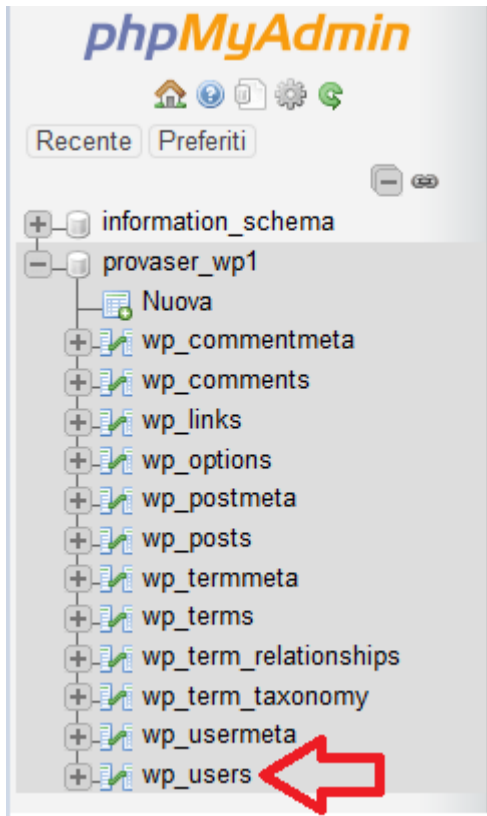 phpMyAdmin
Recente Preferiti
information_schema
provaser_wp1
Nuova
wp_commentmeta
wp_comments
wp_links
wp_options
wp_postmeta
wp_posts
wp_termmeta
wp_terms
wp_term_relationships
wp_term_taxonomy
wp_usermeta
wp_users